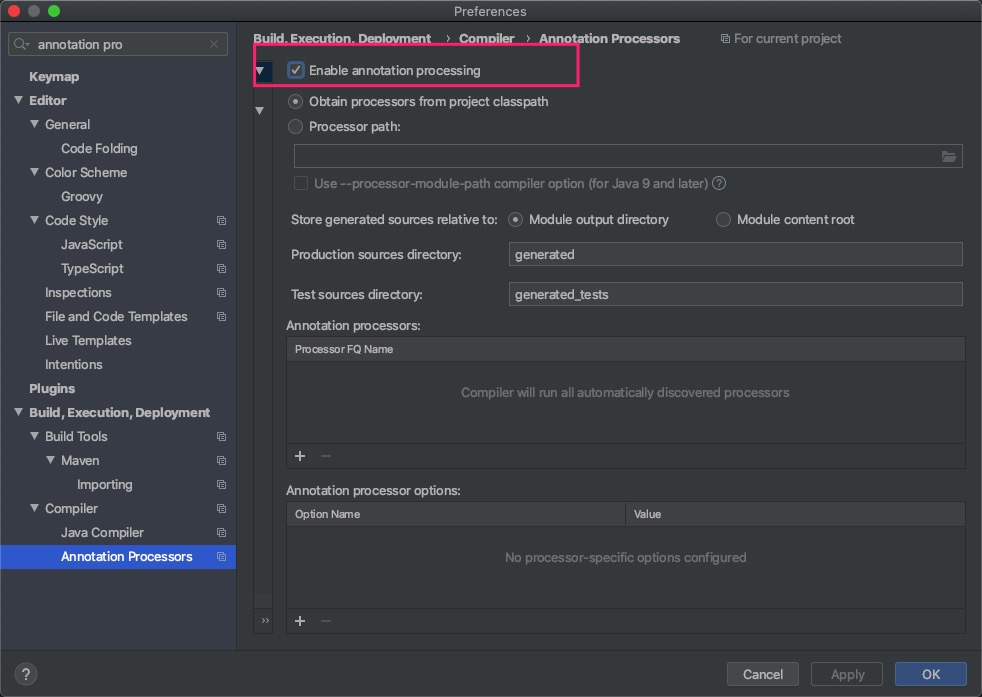 Preferences
annotation pro
Keymap
Editor
General
Code Folding
Color Scheme
Groovy
Code Style
JavaScript
TypeScript
Inspections
File and Code Templates
Live Templates
Intentions
Plugins
Build, Execution, Deployment
Build Tools
Maven
Importing
Compiler
Java Compiler
Annotation Processors
Build, Execution, Deployment › Compiler › Annotation Processors For current project
Enable annotation processing
Obtain processors from project classpath
Processor path:
Use --processor-module-path compiler option (for Java 9 and later) ?
Store generated sources relative to: Module output directory Module content root
Production sources directory: generated
Test sources directory: generated_tests
Annotation processors:
Processor FQ Name
Compiler will run all automatically discovered processors
+ −
Annotation processor options:
Option Name Value
No processor-specific options configured
» + −
? Cancel Apply OK